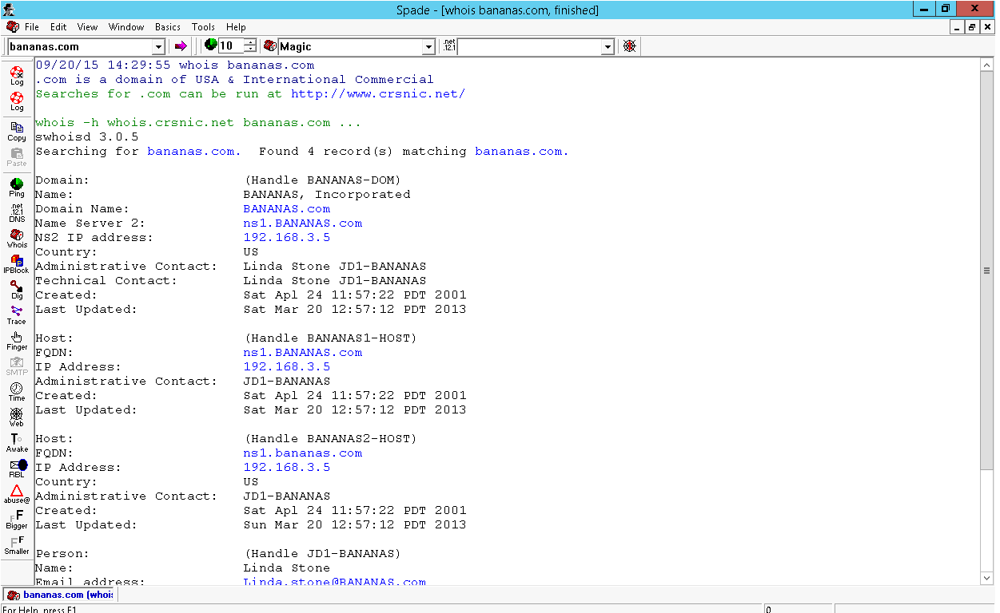 Spade - [whois bananas.com, finished]
File Edit View Window Basics Tools Help
bananas.com 10 Magic .net .12.1
09/20/15 14:29:55 whois bananas.com
.com is a domain of USA & International Commercial
Searches for .com can be run at http://www.crsnic.net/
whois -h whois.crsnic.net bananas.com ...
swhoisd 3.0.5
Searching for bananas.com. Found 4 record(s) matching bananas.com.
Domain: (Handle BANANAS-DOM)
Name: BANANAS, Incorporated
Domain Name: BANANAS.com
Name Server 2: ns1.BANANAS.com
NS2 IP address: 192.168.3.5
Country: US
Administrative Contact: Linda Stone JD1-BANANAS
Technical Contact: Linda Stone JD1-BANANAS
Created: Sat Apl 24 11:57:22 PDT 2001
Last Updated: Sat Mar 20 12:57:12 PDT 2013
Host: (Handle BANANAS1-HOST)
FQDN: ns1.BANANAS.com
IP Address: 192.168.3.5
Administrative Contact: JD1-BANANAS
Created: Sat Apl 24 11:57:22 PDT 2001
Last Updated: Sat Mar 20 12:57:12 PDT 2013
Host: (Handle BANANAS2-HOST)
FQDN: ns1.bananas.com
IP Address: 192.168.3.5
Country: US
Administrative Contact: JD1-BANANAS
Created: Sat Apl 24 11:57:22 PDT 2001
Last Updated: Sun Mar 20 12:57:12 PDT 2013
Person: (Handle JD1-BANANAS)
Name: Linda Stone
Email address: Linda.stone@BANANAS.com
Log
Log
Copy
Paste
Ping
.net
.12.1
DNS
Whois
IPBlock
Dig
Trace
Finger
SMTP
Time
Web
Awake
RBL
abuse@
Bigger
Smaller
bananas.com (whois
For Help, press F1 0